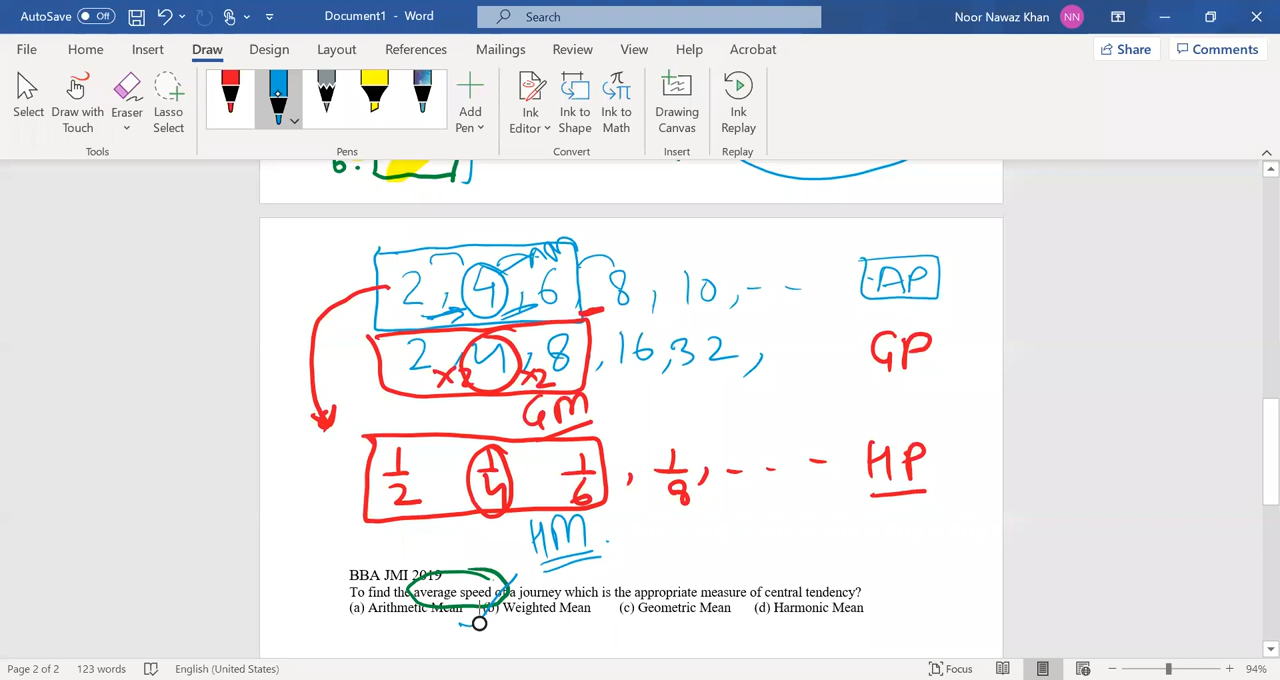 AutoSave Off Document1 - Word Search Noor Nawaz Khan NN
File Home Insert Draw Design Layout References Mailings Review View Help Acrobat Share Comments
Select Draw with Touch Eraser Lasso Select Add Pen Ink Editor Ink to Shape Ink to Math Drawing Canvas Ink Replay
Tools Pens Convert Insert Replay
6.
AM
2, 4, 6, 8, 10, - - AP
2, 4, 8, 16, 32, GP
×2 ×2
GM
1/2 1/4 1/6, 1/8, - - - HP
HM.
BBA JMI 2019
To find the average speed of a journey which is the appropriate measure of central tendency?
(a) Arithmetic Mean (b) Weighted Mean (c) Geometric Mean (d) Harmonic Mean
Page 2 of 2 123 words English (United States) Focus 94%